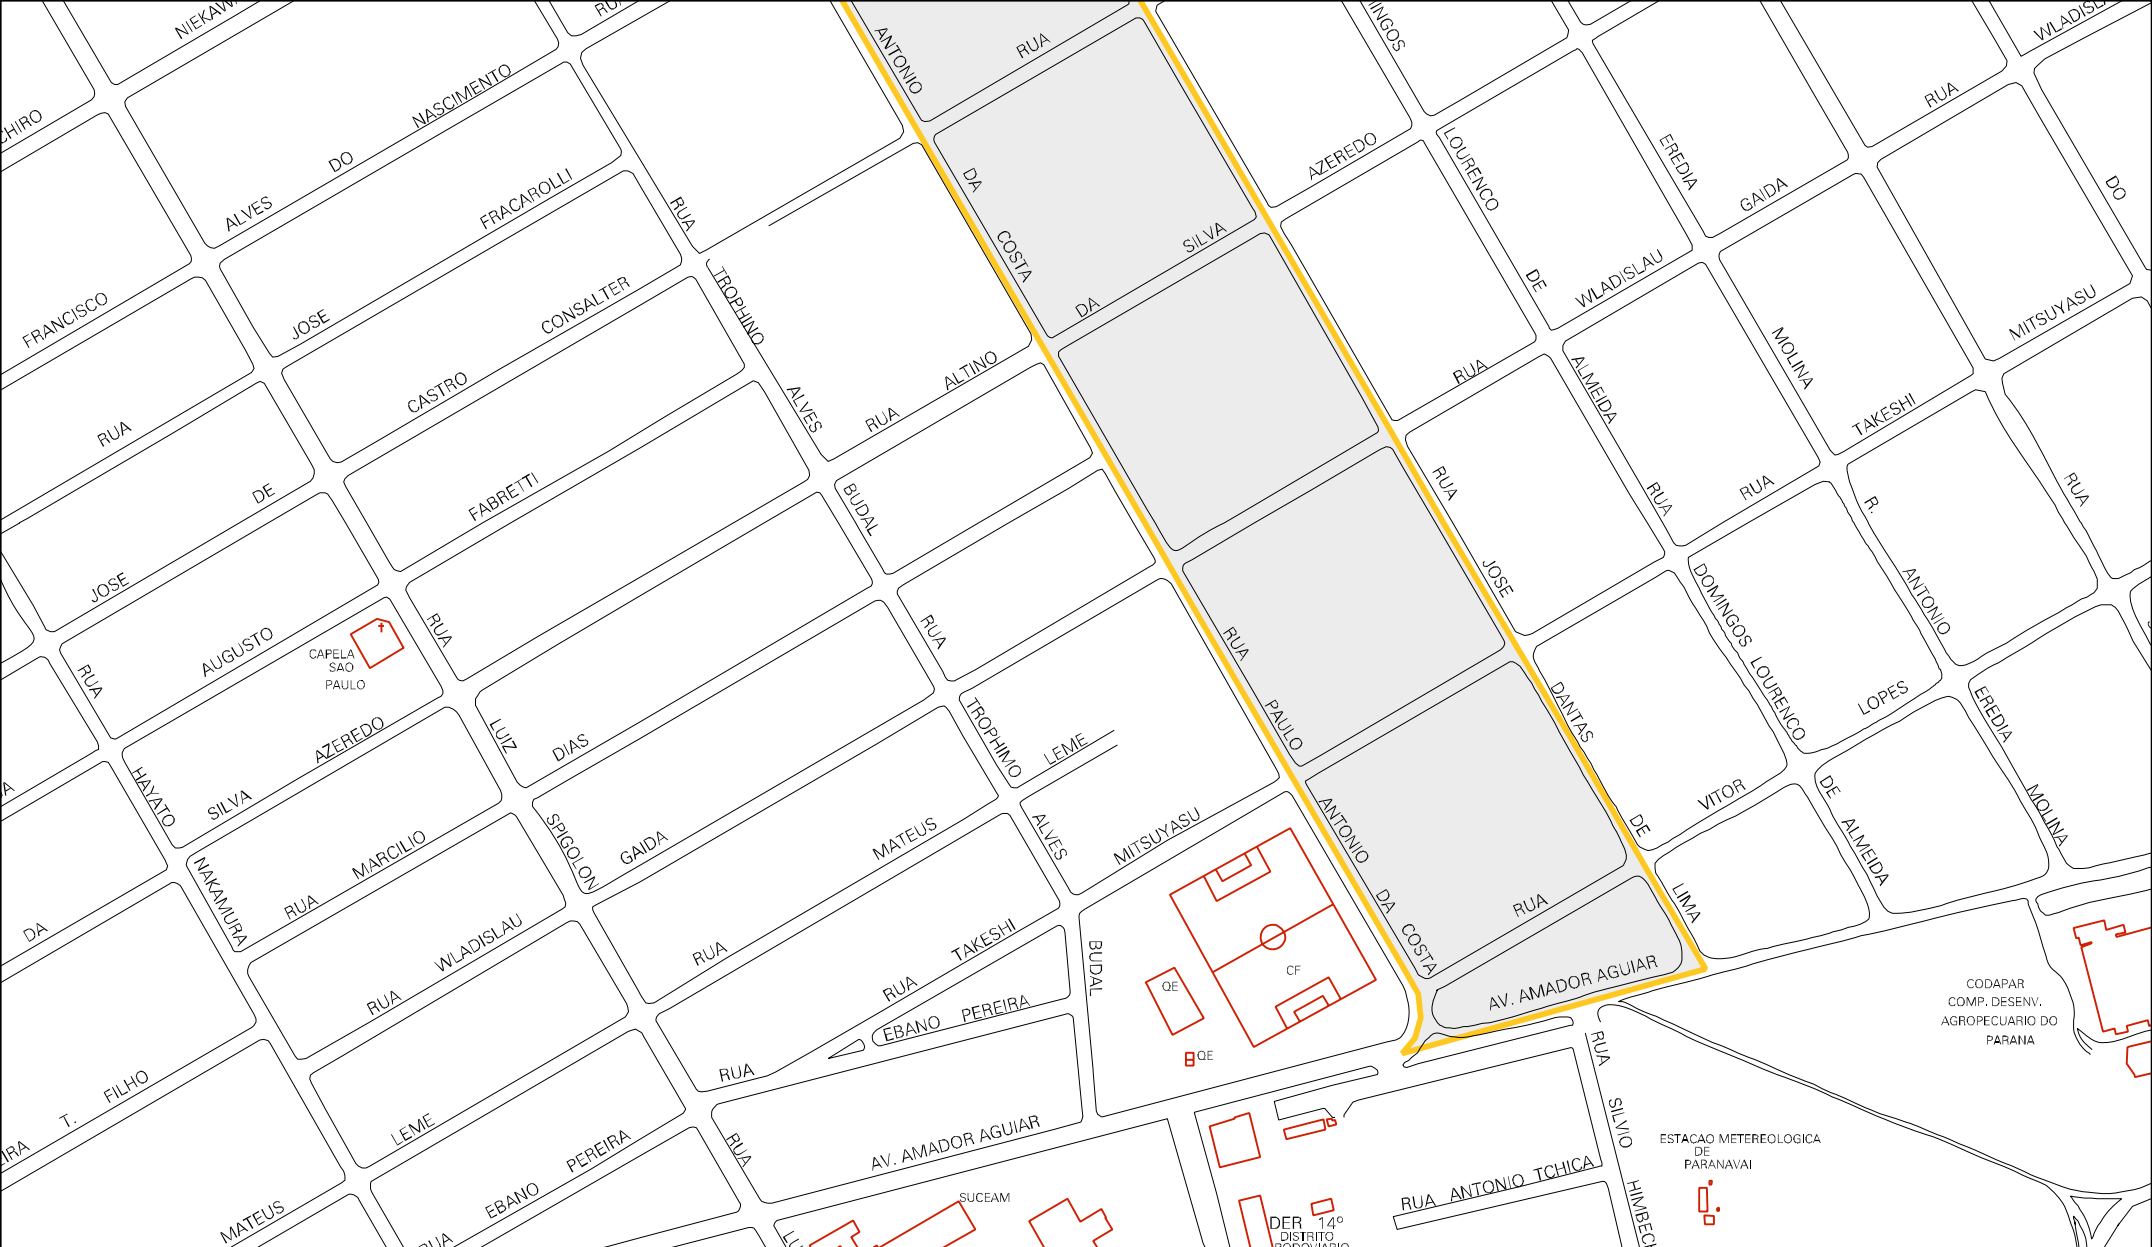 RUA
ANTONIO
DA
COSTA
RUA
DA
SILVA
AZEREDO
LOURENCO
DE
ALMEIDA
RUA
EREDIA
MOLINA
GAIDA
WLADISLAU
RUA
RUA
DO
MITSUYASU
TAKESHI
RUA
R.
ANTONIO
EREDIA
MOLINA
RUA
DOMINGOS
LOURENCO
DE
ALMEIDA
LOPES
VITOR
RUA
JOSE
DANTAS
DE
LIMA
RUA
PAULO
ANTONIO
DA
COSTA
RUA
AV. AMADOR AGUIAR
NASCIMENTO
DO
ALVES
FRACAROLLI
JOSE
CONSALTER
CASTRO
FABRETTI
FRANCISCO
RUA
DE
JOSE
AUGUSTO
CAPELA
SAO
PAULO
AZEREDO
SILVA
DA
RUA
TROPHINO
ALVES
BUDAL
RUA
ALTINO
RUA
TROPHIMO
ALVES
BUDAL
LEME
MITSUYASU
RUA
LUIZ
SPIGOLON
DIAS
GAIDA
MATEUS
RUA
RUA
HAYATO
NAKAMURA
MARCILIO
RUA
WLADISLAU
RUA
TAKESHI
RUA
EBANO PEREIRA
RUA
AV. AMADOR AGUIAR
RUA
FILHO
T.
LEME
MATEUS
PEREIRA
EBANO
QE
QE
CF
SUCEAM
DER 14º
DISTRITO
RODOVIARIO
RUA ANTONIO TCHICA
RUA
SILVIO
ESTACAO METEREOLOGICA
DE
PARANAVAI
CODAPAR
COMP. DESENV.
AGROPECUARIO DO
PARANA